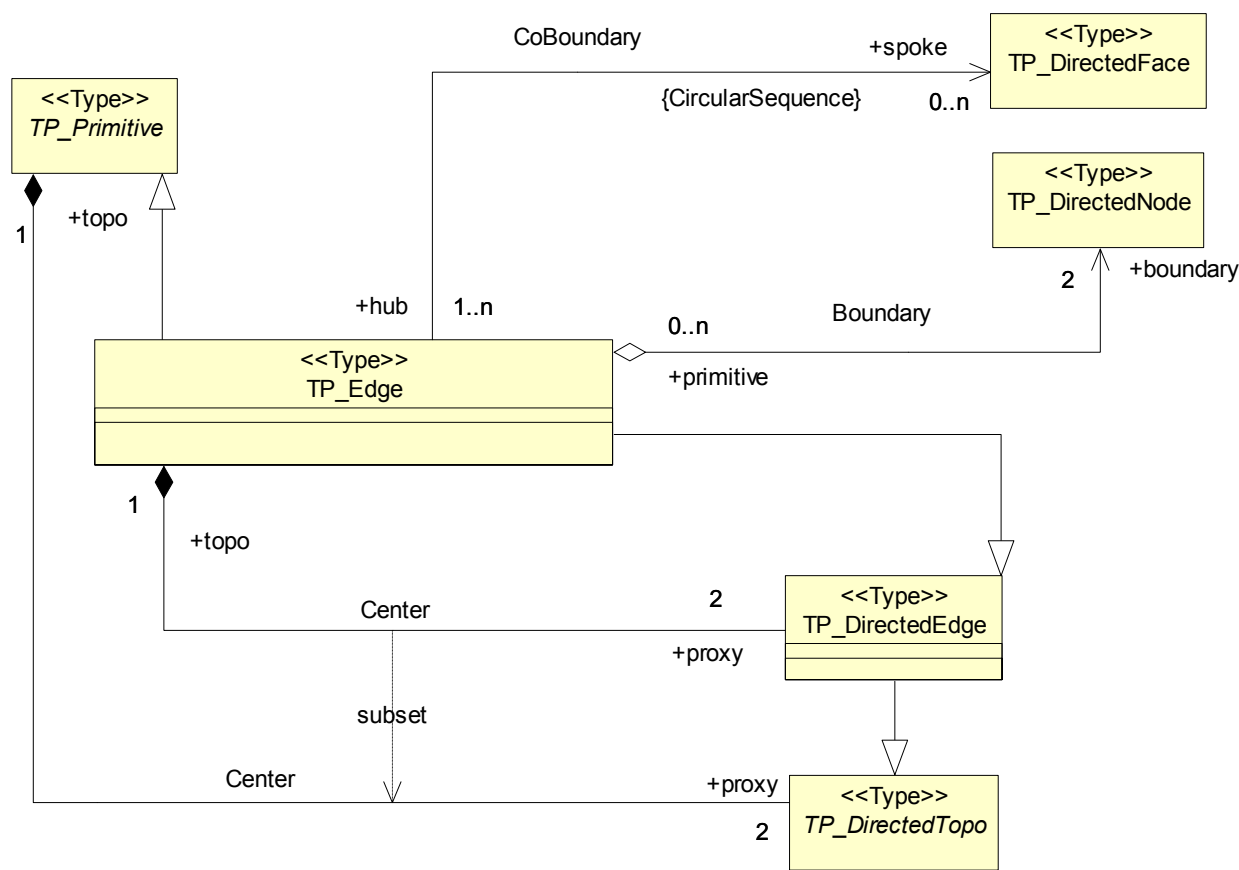 CoBoundary
+spoke
<<Type>>
TP_DirectedFace
{CircularSequence}
0..n
<<Type>>
TP_Primitive
<<Type>>
TP_DirectedNode
1
+topo
2
+boundary
+hub
1..n
0..n
Boundary
+primitive
<<Type>>
TP_Edge
1
+topo
Center
2
+proxy
<<Type>>
TP_DirectedEdge
subset
Center
+proxy
2
<<Type>>
TP_DirectedTopo